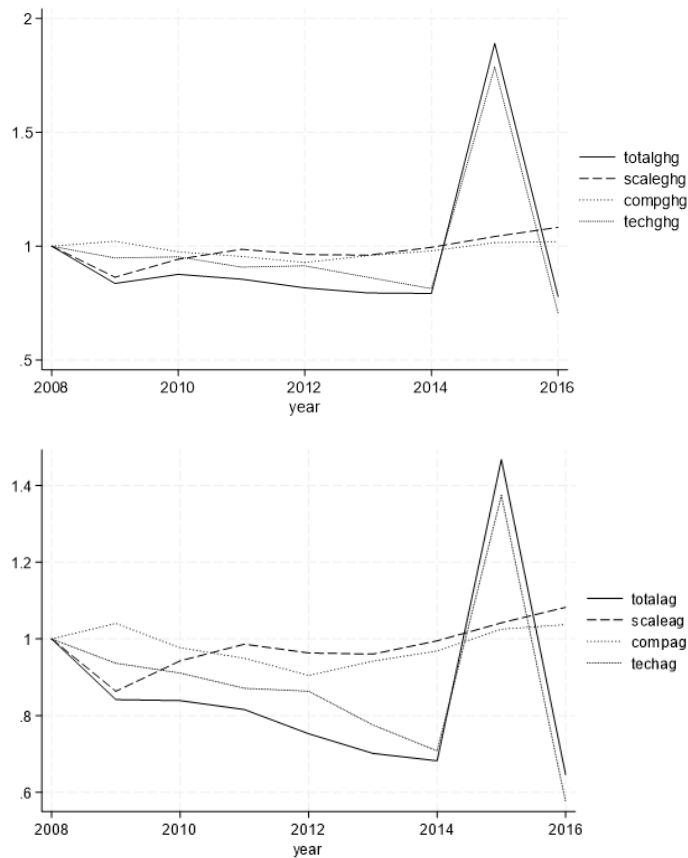 2
1.5
1
.5
2008 2010 2012 2014 2016
year
totalghg
scaleghg
compghg
techghg
1.4
1.2
1
.8
.6
2008 2010 2012 2014 2016
year
totalag
scaleag
compag
techag